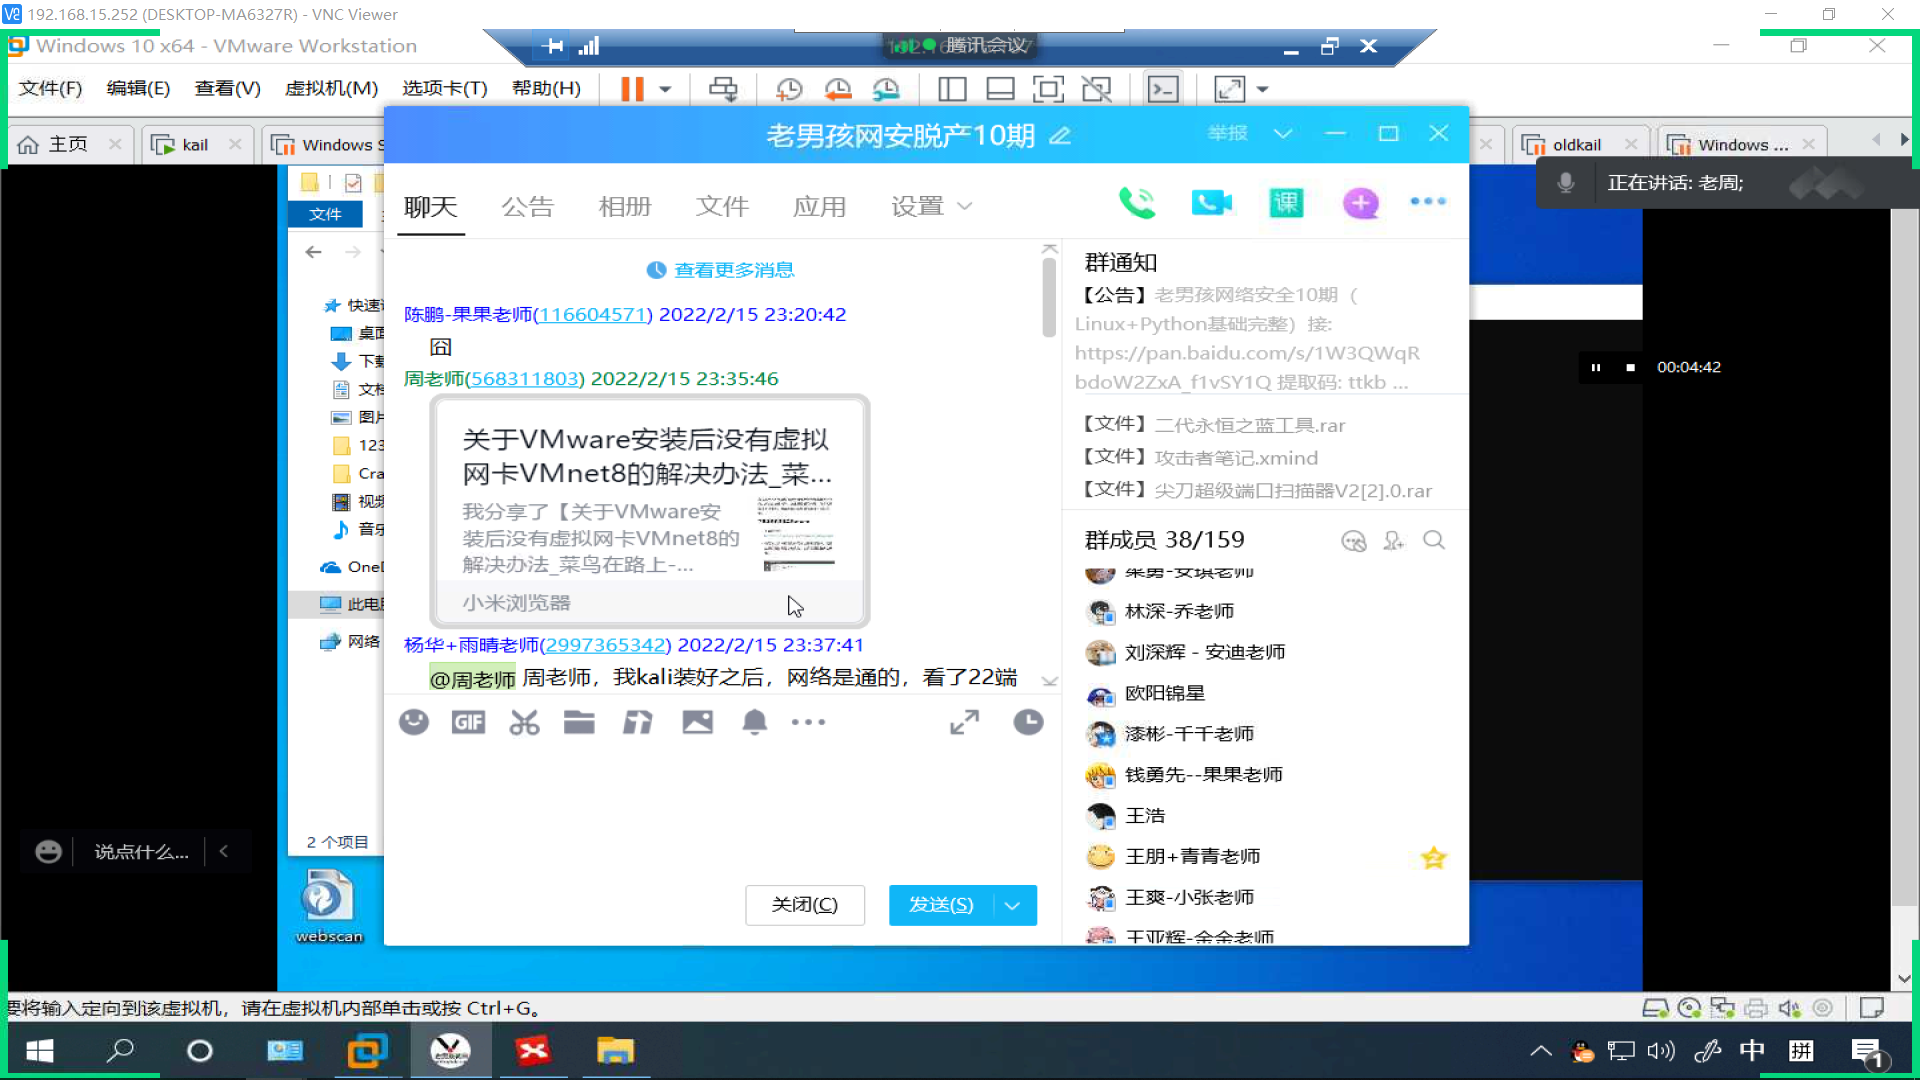 192.168.15.252 (DESKTOP-MA6327R) - VNC Viewer
Windows 10 x64 - VMware Workstation
腾讯会议
文件(F) 编辑(E) 查看(V) 虚拟机(M) 选项卡(T) 帮助(H)
主页
kail
Windows S
oldkail
Windows ...
正在讲话: 老周;
老男孩网安脱产10期
举报
聊天 公告 相册 文件 应用 设置
课
文件
快速
桌面
下载
文档
图片
123
Cra
视频
音乐
OneD
此电脑
网络
2 个项目
webscan
说点什么...
查看更多消息
陈鹏-果果老师(116604571) 2022/2/15 23:20:42
囧
周老师(568311803) 2022/2/15 23:35:46
关于VMware安装后没有虚拟
网卡VMnet8的解决办法_菜...
我分享了【关于VMware安
装后没有虚拟网卡VMnet8的
解决办法_菜鸟在路上-...
小米浏览器
杨华+雨晴老师(2997365342) 2022/2/15 23:37:41
@周老师 周老师，我kali装好之后，网络是通的，看了22端
GIF
关闭(C)
发送(S)
群通知
【公告】老男孩网络安全10期（
Linux+Python基础完整）接:
https://pan.baidu.com/s/1W3QWqR
bdoW2ZxA_f1vSY1Q 提取码: ttkb ...
【文件】二代永恒之蓝工具.rar
【文件】攻击者笔记.xmind
【文件】尖刀超级端口扫描器V2[2].0.rar
群成员 38/159
梁勇-安琪老师
林深-乔老师
刘深辉 - 安迪老师
欧阳锦星
漆彬-千千老师
钱勇先--果果老师
王浩
王朋+青青老师
王爽-小张老师
王亚辉-金金老师
00:04:42
要将输入定向到该虚拟机，请在虚拟机内部单击或按 Ctrl+G。
中
拼
1